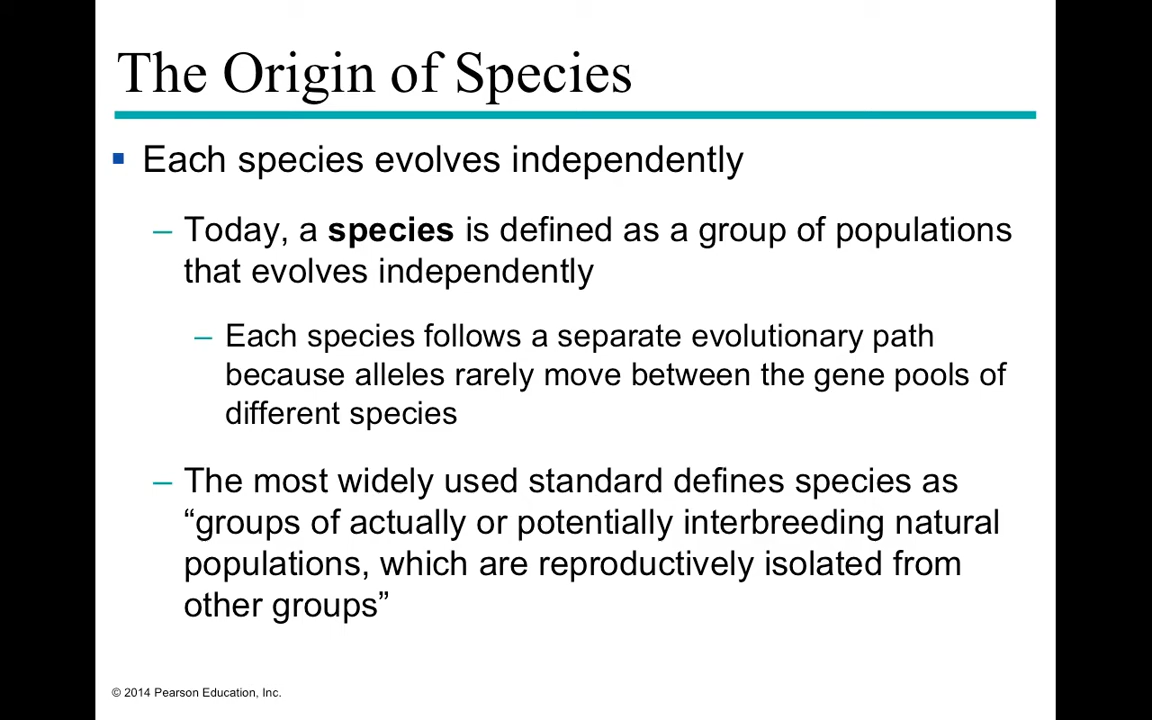 The Origin of Species
▪ Each species evolves independently
– Today, a species is defined as a group of populations
that evolves independently
– Each species follows a separate evolutionary path
because alleles rarely move between the gene pools of
different species
– The most widely used standard defines species as
“groups of actually or potentially interbreeding natural
populations, which are reproductively isolated from
other groups”
© 2014 Pearson Education, Inc.